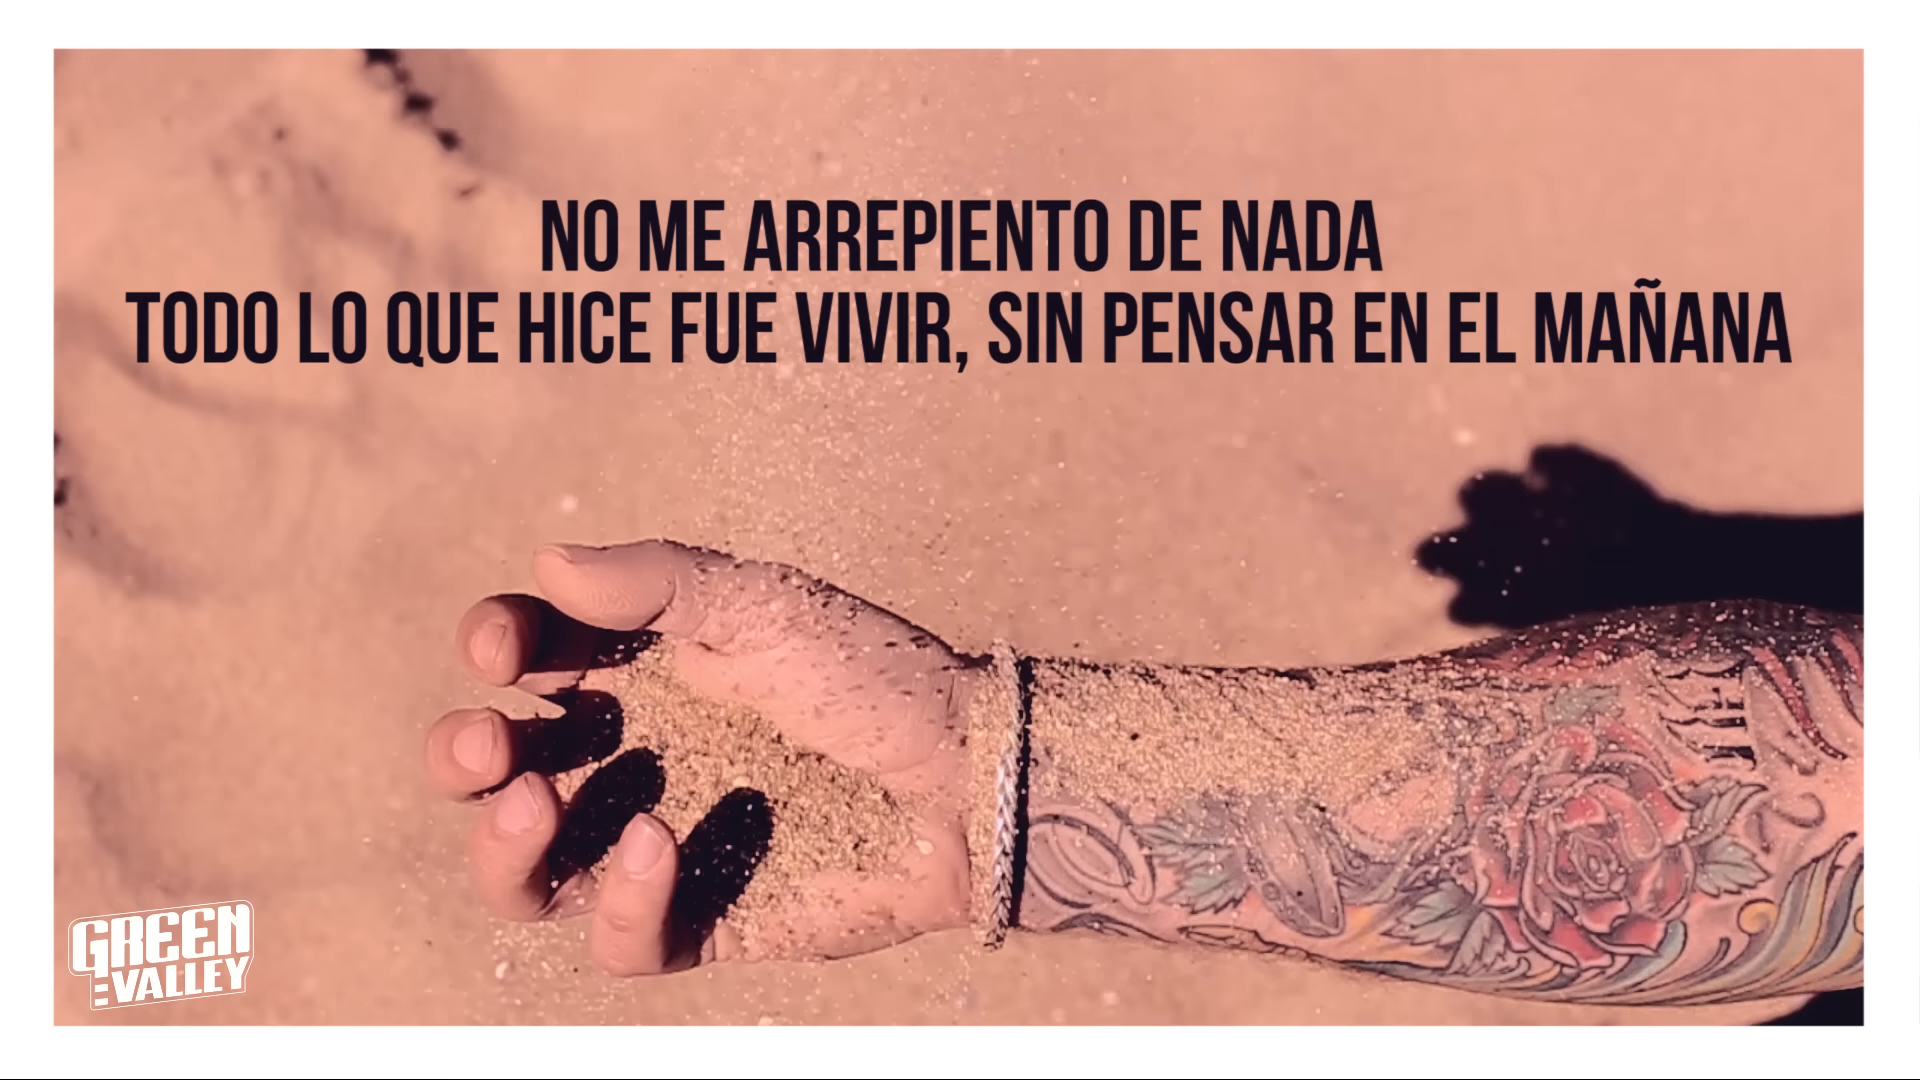 NO ME ARREPIENTO DE NADA
TODO LO QUE HICE FUE VIVIR, SIN PENSAR EN EL MAÑANA
GREEN
VALLEY